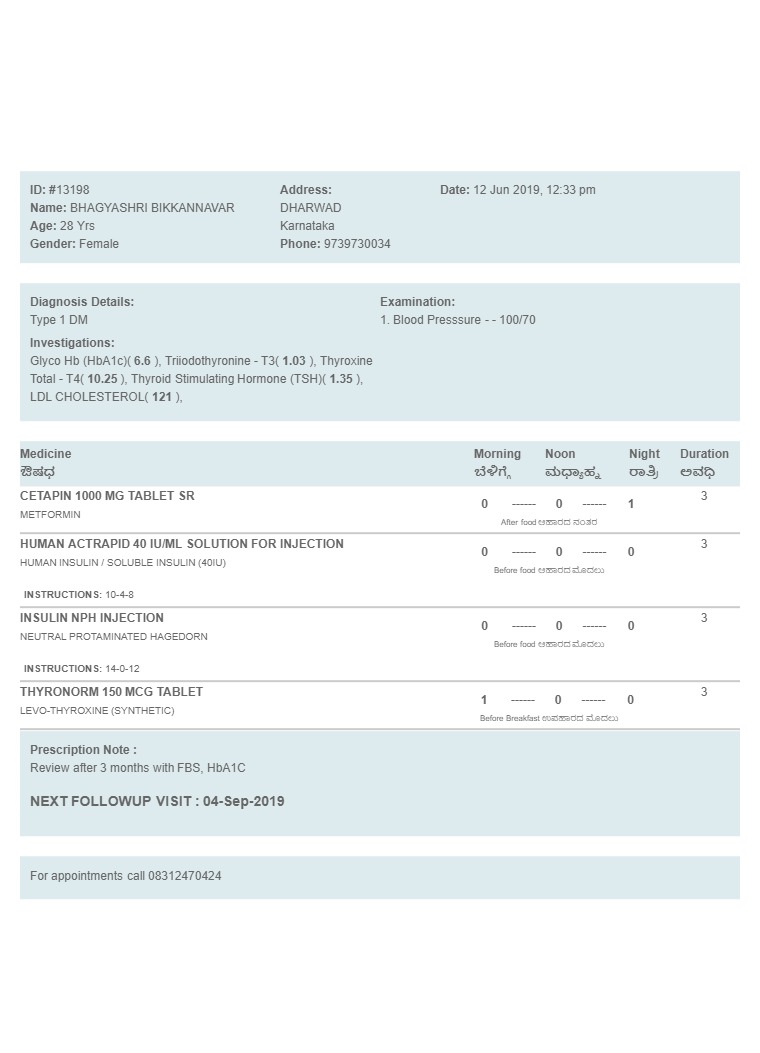 ID: #13198
Name: BHAGYASHRI BIKKANNAVAR
Age: 28 Yrs
Gender: Female
Address:
DHARWAD
Karnataka
Phone: 9739730034
Date: 12 Jun 2019, 12:33 pm
Diagnosis Details:
Type 1 DM
Examination:
1. Blood Presssure - - 100/70
Investigations:
Glyco Hb (HbA1c)( 6.6 ), Triiodothyronine - T3( 1.03 ), Thyroxine
Total - T4( 10.25 ), Thyroid Stimulating Hormone (TSH)( 1.35 ),
LDL CHOLESTEROL( 121 ),
Medicine Morning Noon Night Duration
ಔಷಧ ಬೆಳಿಗ್ಗೆ ಮಧ್ಯಾಹ್ನ ರಾತ್ರಿ ಅವಧಿ
CETAPIN 1000 MG TABLET SR
METFORMIN
0 ------ 0 ------ 1 3
After food ಆಹಾರದ ನಂತರ
HUMAN ACTRAPID 40 IU/ML SOLUTION FOR INJECTION
HUMAN INSULIN / SOLUBLE INSULIN (40IU)
0 ------ 0 ------ 0 3
Before food ಆಹಾರದ ಮೊದಲು
INSTRUCTIONS: 10-4-8
INSULIN NPH INJECTION
NEUTRAL PROTAMINATED HAGEDORN
0 ------ 0 ------ 0 3
Before food ಆಹಾರದ ಮೊದಲು
INSTRUCTIONS: 14-0-12
THYRONORM 150 MCG TABLET
LEVO-THYROXINE (SYNTHETIC)
1 ------ 0 ------ 0 3
Before Breakfast ಉಪಹಾರದ ಮೊದಲು
Prescription Note :
Review after 3 months with FBS, HbA1C
NEXT FOLLOWUP VISIT : 04-Sep-2019
For appointments call 08312470424